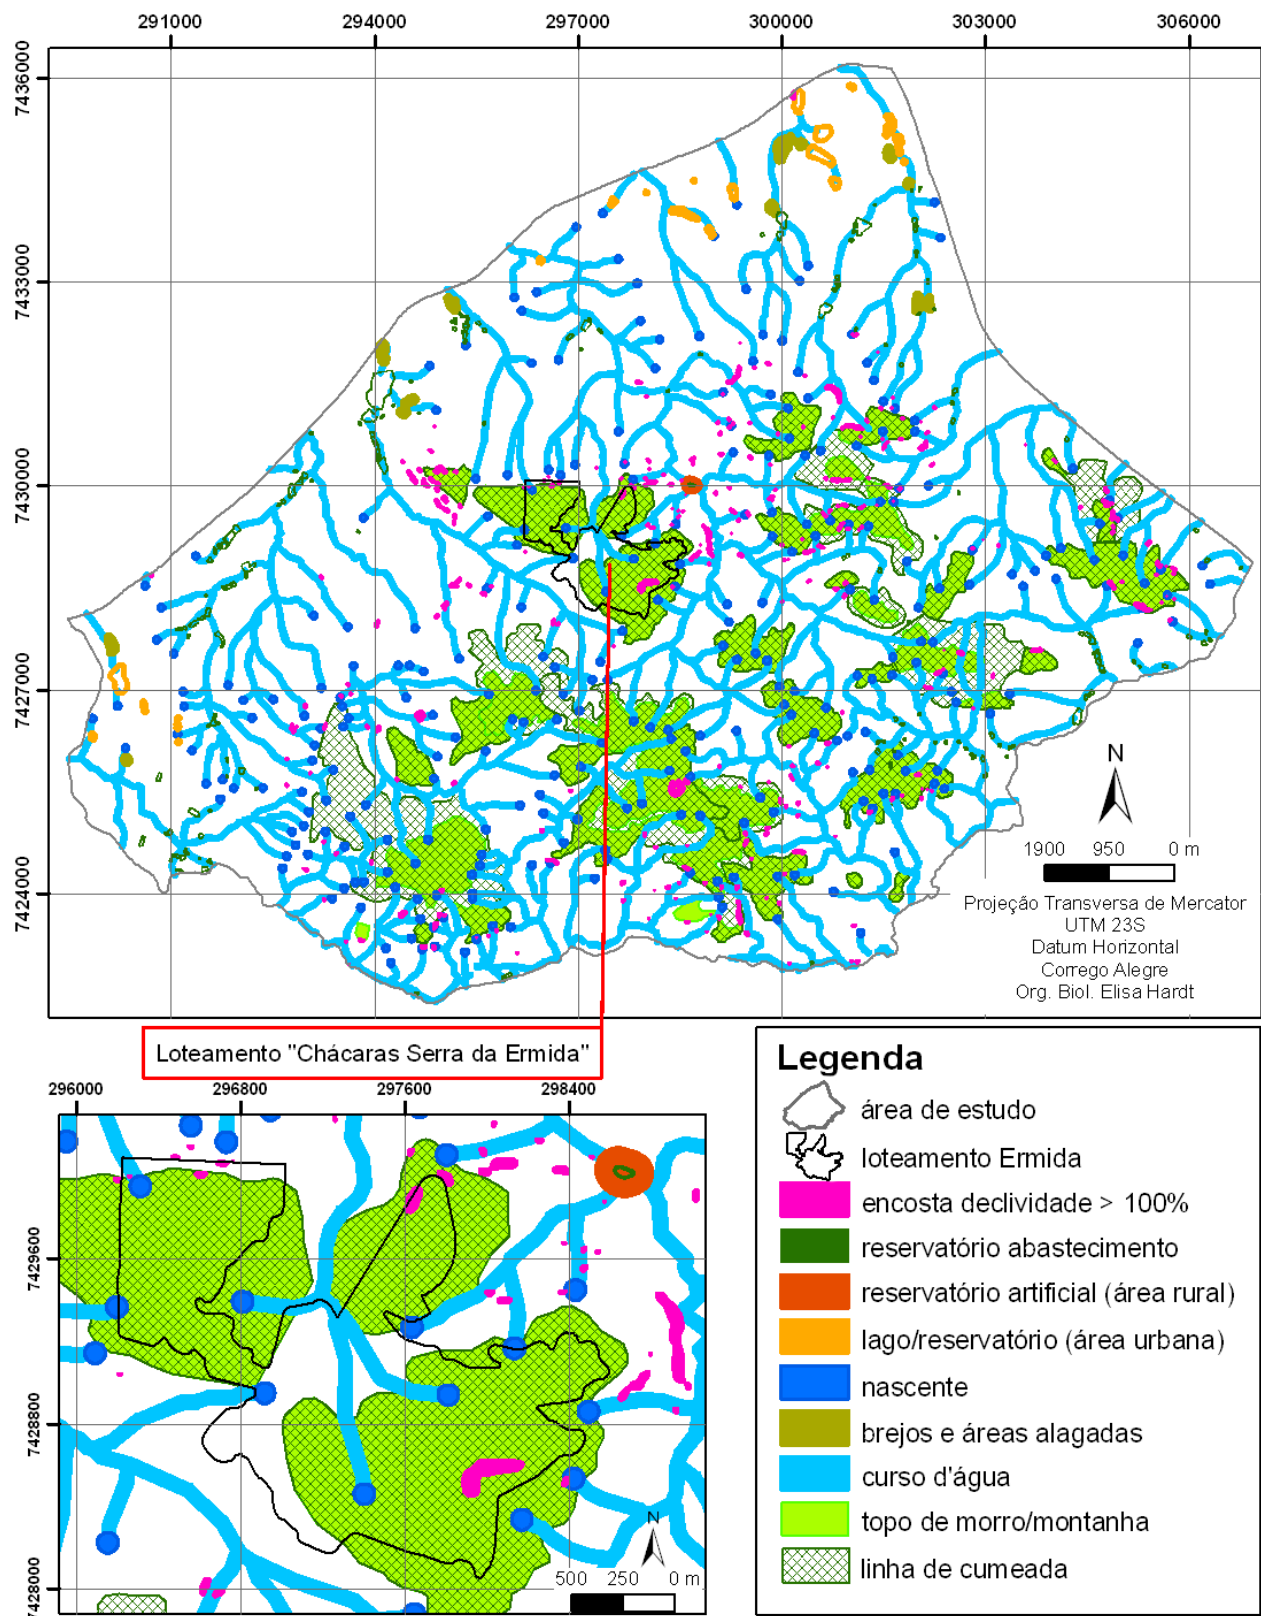 291000 294000 297000 300000 303000 306000
7436000
7433000
7430000
7427000
7424000
N
1900 950 0 m
Projeção Transversa de Mercator
UTM 23S
Datum Horizontal
Corrego Alegre
Org. Biol. Elisa Hardt
Loteamento "Chácaras Serra da Ermida"
296000 296800 297600 298400
7429600
7428800
7428000
N
500 250 0 m
Legenda
área de estudo
loteamento Ermida
encosta declividade > 100%
reservatório abastecimento
reservatório artificial (área rural)
lago/reservatório (área urbana)
nascente
brejos e áreas alagadas
curso d'água
topo de morro/montanha
linha de cumeada